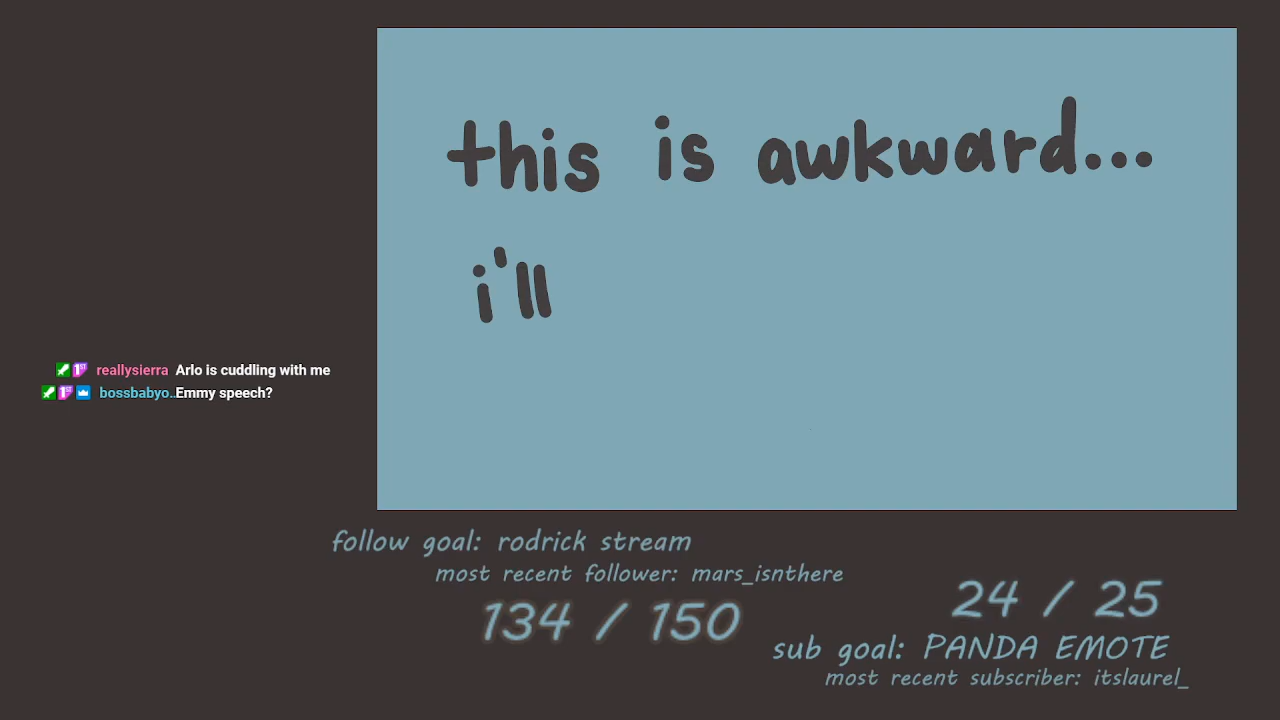 this is awkward...
i'll
reallysierra Arlo is cuddling with me
bossbabyo.. Emmy speech?
follow goal: rodrick stream
most recent follower: mars_isnthere
134 / 150
24 / 25
sub goal: PANDA EMOTE
most recent subscriber: itslaurel_